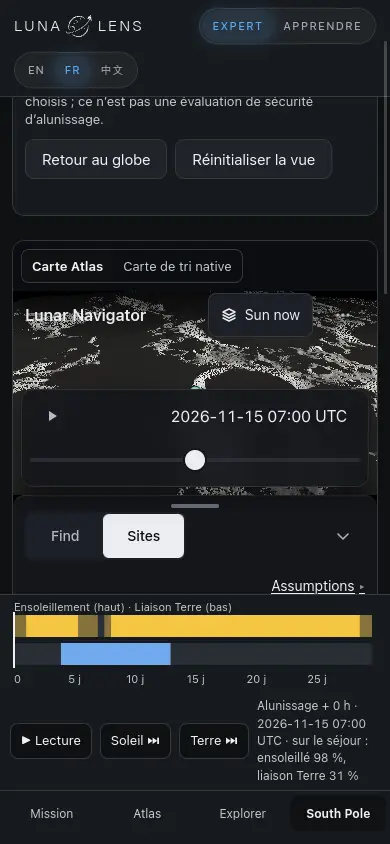 LUNA LENS
EXPERT APPRENDRE
EN FR 中文
choisis ; ce n'est pas une évaluation de sécurité
d'alunissage.
Retour au globe Réinitialiser la vue
Carte Atlas Carte de tri native
Lunar Navigator Sun now
2026-11-15 07:00 UTC
Find Sites
Assumptions
Ensoleillement (haut) · Liaison Terre (bas)
0 5 j 10 j 15 j 20 j 25 j
Lecture Soleil Terre
Alunissage + 0 h ·
2026-11-15 07:00
UTC · sur le séjour :
ensoleillé 98 %,
liaison Terre 31 %
Mission Atlas Explorer South Pole